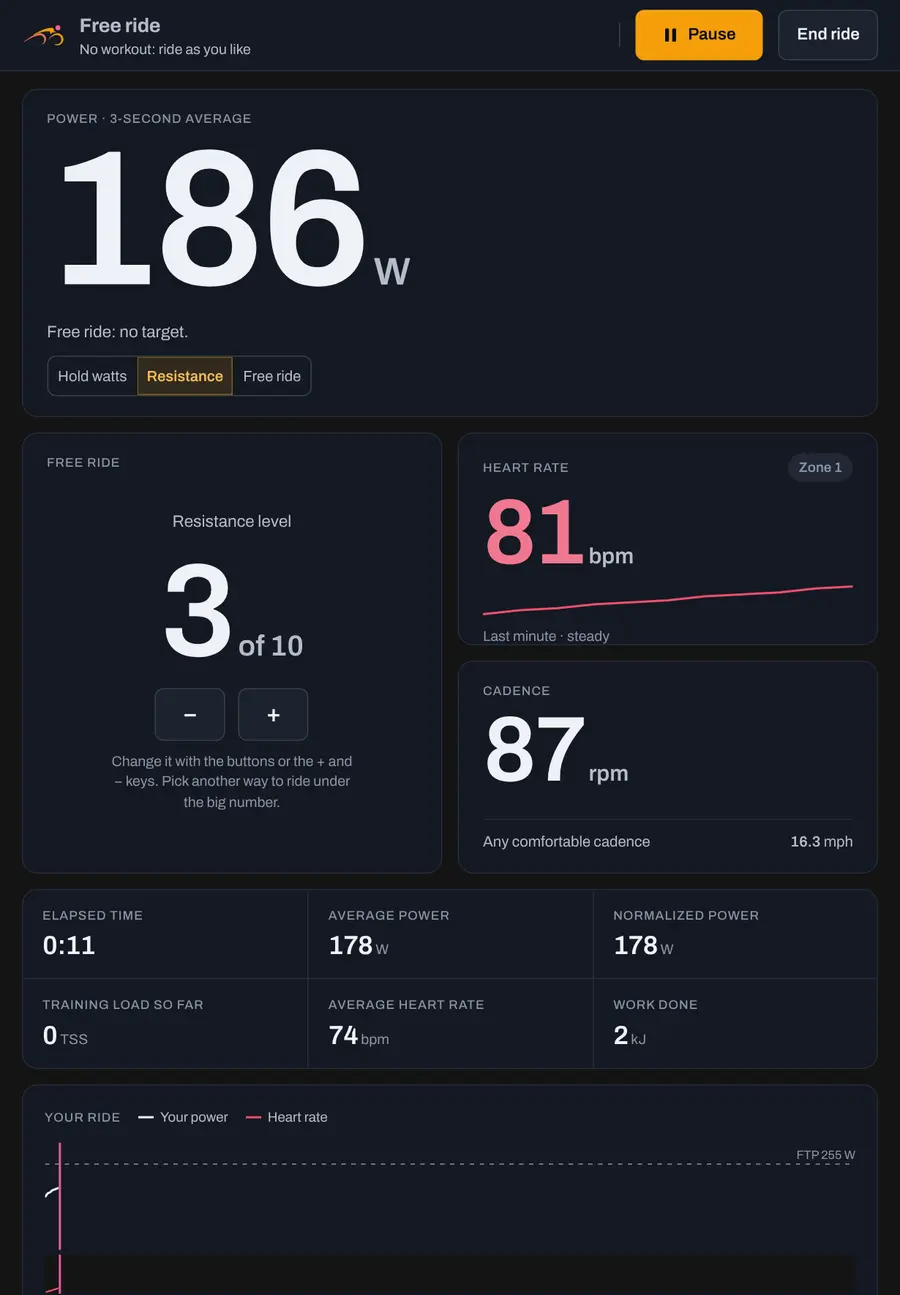 Free ride
No workout: ride as you like
Pause
End ride
POWER · 3-SECOND AVERAGE
186 W
Free ride: no target.
Hold watts
Resistance
Free ride
FREE RIDE
Resistance level
3 of 10
−
+
Change it with the buttons or the + and
− keys. Pick another way to ride under
the big number.
HEART RATE
Zone 1
81 bpm
Last minute · steady
CADENCE
87 rpm
Any comfortable cadence
16.3 mph
ELAPSED TIME
0:11
AVERAGE POWER
178 W
NORMALIZED POWER
178 W
TRAINING LOAD SO FAR
0 TSS
AVERAGE HEART RATE
74 bpm
WORK DONE
2 kJ
YOUR RIDE
Your power
Heart rate
FTP 255 W